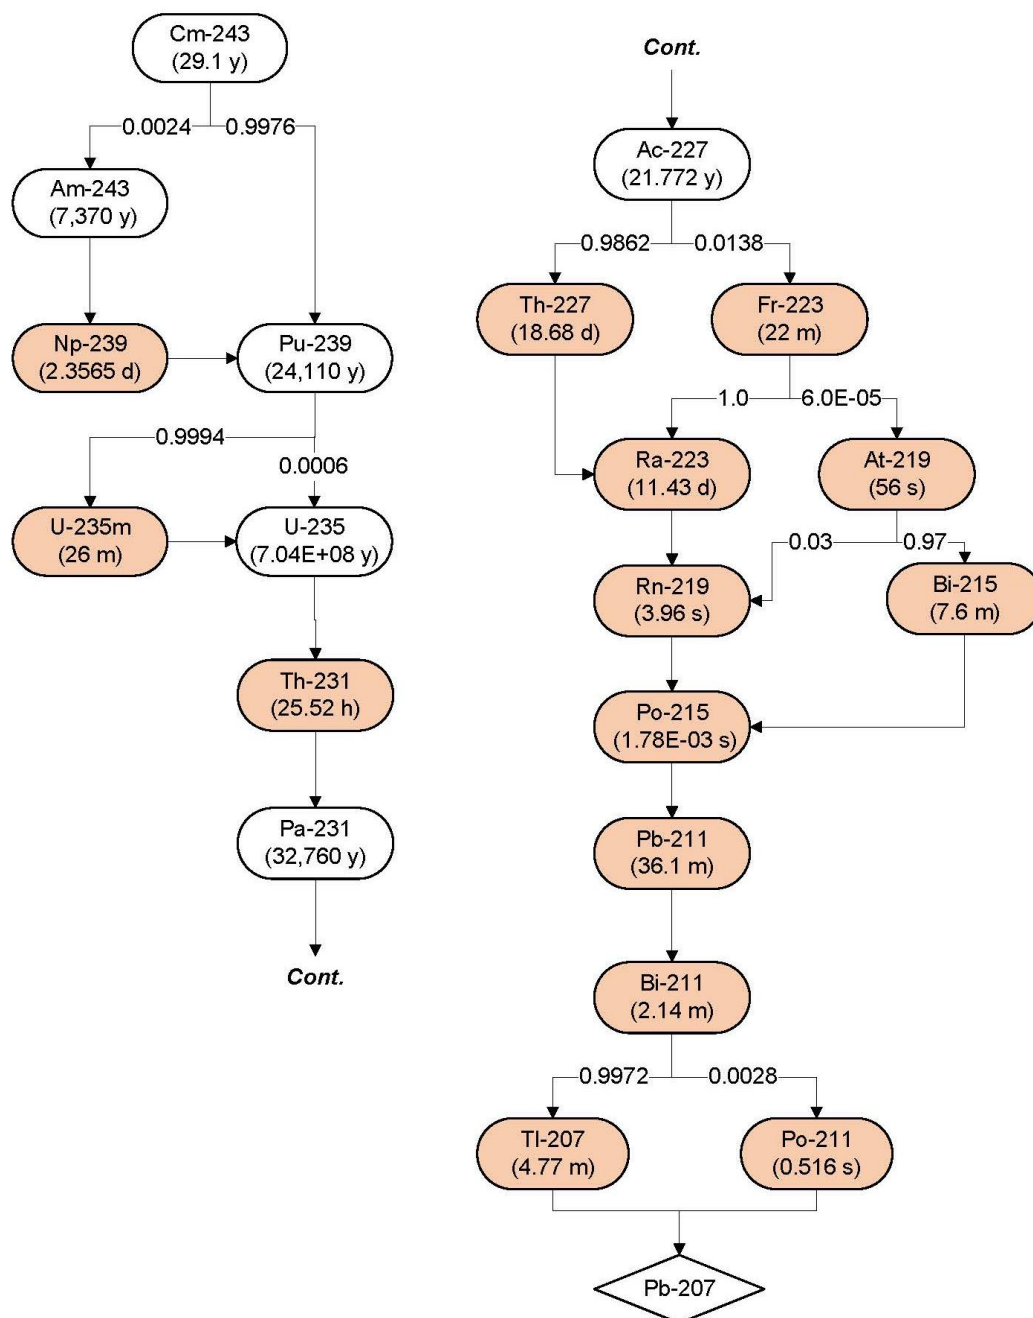 Cm-243
(29.1 y)
0.0024
0.9976
Am-243
(7,370 y)
Np-239
(2.3565 d)
Pu-239
(24,110 y)
0.9994
0.0006
U-235m
(26 m)
U-235
(7.04E+08 y)
Th-231
(25.52 h)
Pa-231
(32,760 y)
Cont.
Cont.
Ac-227
(21.772 y)
0.9862
0.0138
Th-227
(18.68 d)
Fr-223
(22 m)
1.0
6.0E-05
Ra-223
(11.43 d)
At-219
(56 s)
0.03
0.97
Rn-219
(3.96 s)
Bi-215
(7.6 m)
Po-215
(1.78E-03 s)
Pb-211
(36.1 m)
Bi-211
(2.14 m)
0.9972
0.0028
Tl-207
(4.77 m)
Po-211
(0.516 s)
Pb-207